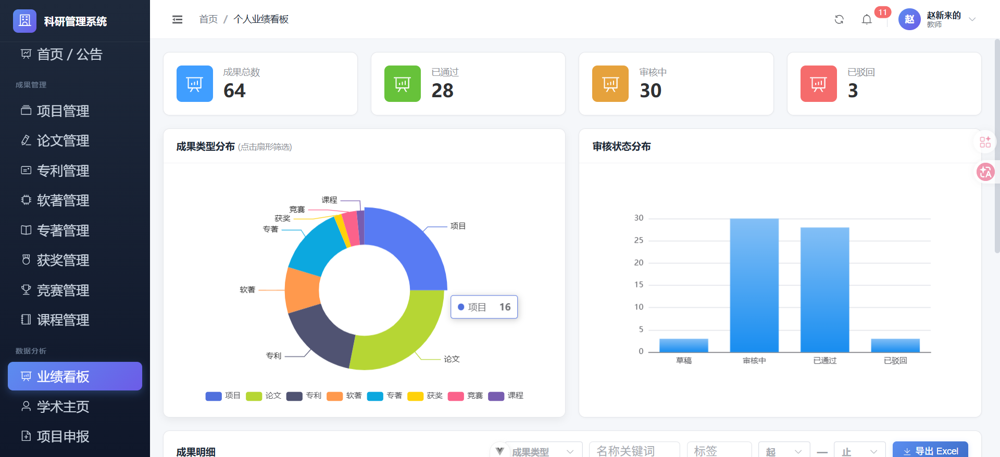 科研管理系统
首页 / 公告
成果管理
项目管理
论文管理
专利管理
软著管理
专著管理
获奖管理
竞赛管理
课程管理
数据分析
业绩看板
学术主页
项目申报
首页 / 个人业绩看板
11
赵
赵新来的
教师
成果总数
64
已通过
28
审核中
30
已驳回
3
成果类型分布 (点击扇形筛选)
课程
竞赛
获奖
专著
项目
软著
项目 16
专利
论文
项目 论文 专利 软著 专著 获奖 竞赛 课程
审核状态分布
30
25
20
15
10
5
0
草稿 审核中 已通过 已驳回
成果明细
成果类型
名称关键词
标签
起
—
止
导出 Excel